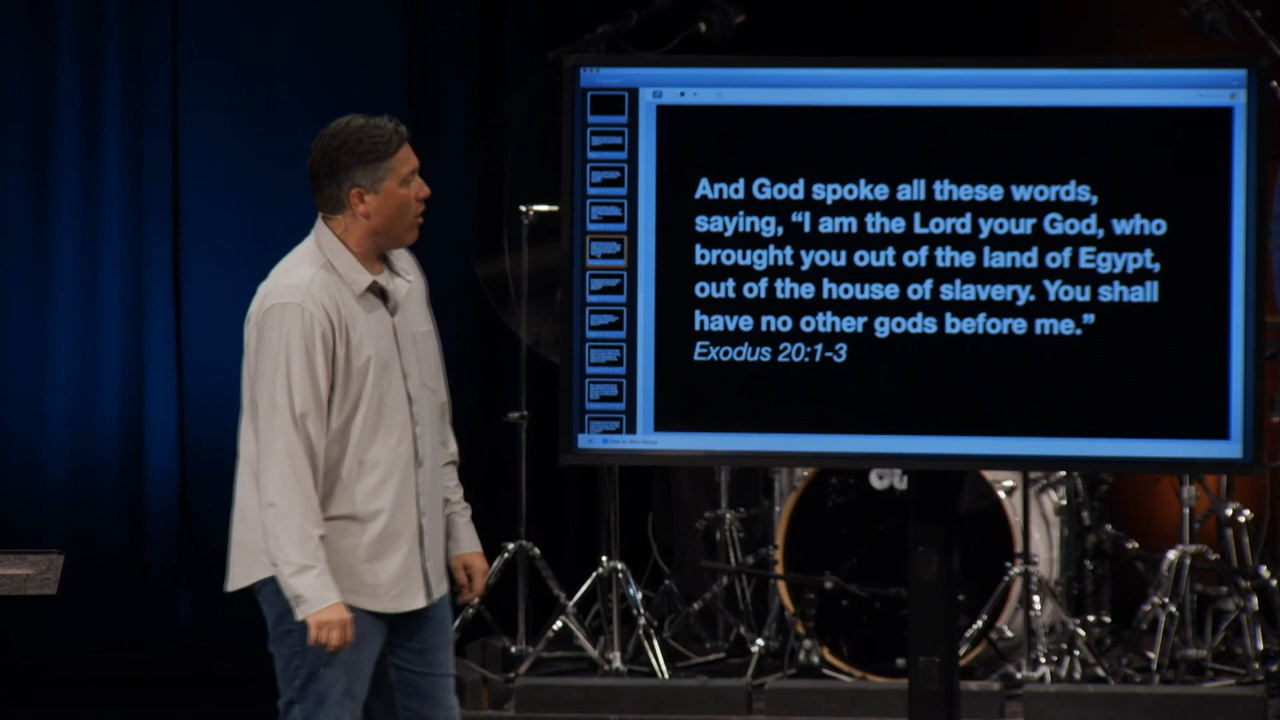 And God spoke all these words,
saying, “I am the Lord your God, who
brought you out of the land of Egypt,
out of the house of slavery. You shall
have no other gods before me.”
Exodus 20:1-3